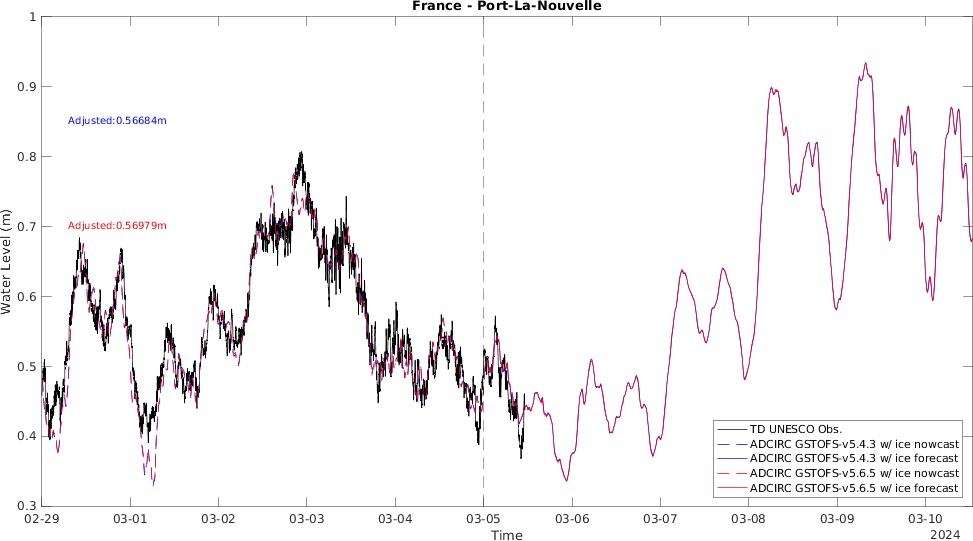 France - Port-La-Nouvelle
Water Level (m)
1
0.9
0.8
0.7
0.6
0.5
0.4
0.3
Adjusted:0.56684m
Adjusted:0.56979m
TD UNESCO Obs.
ADCIRC GSTOFS-v5.4.3 w/ ice nowcast
ADCIRC GSTOFS-v5.4.3 w/ ice forecast
ADCIRC GSTOFS-v5.6.5 w/ ice nowcast
ADCIRC GSTOFS-v5.6.5 w/ ice forecast
02-29 03-01 03-02 03-03 03-04 03-05 03-06 03-07 03-08 03-09 03-10
Time
2024